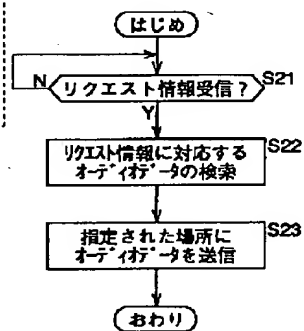 はじめ
N
リクエスト情報受信？
S21
Y
リクエスト情報に対応する
オーディオデータの検索
S22
指定された場所に
オーディオデータを送信
S23
おわり